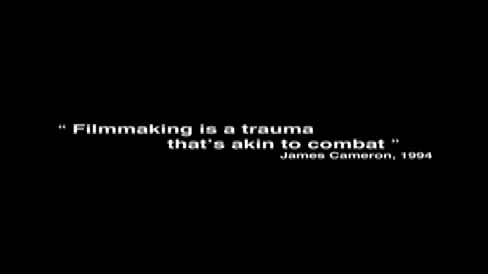 “ Filmmaking is a trauma
that's akin to combat ”
James Cameron, 1994